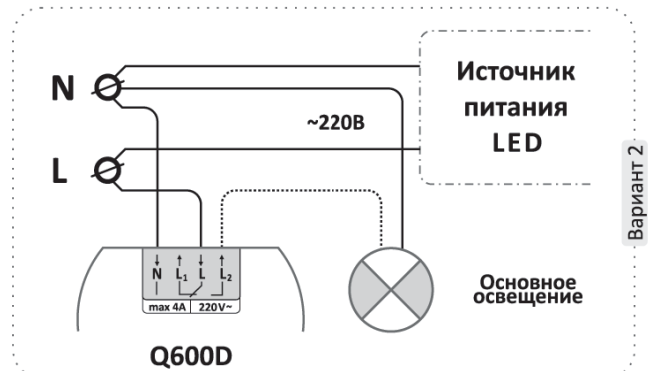 N
L
~220В
Источник
питания
LED
Вариант 2
N L₁ L L₂
max 4A 220V~
Q600D
Основное
освещение